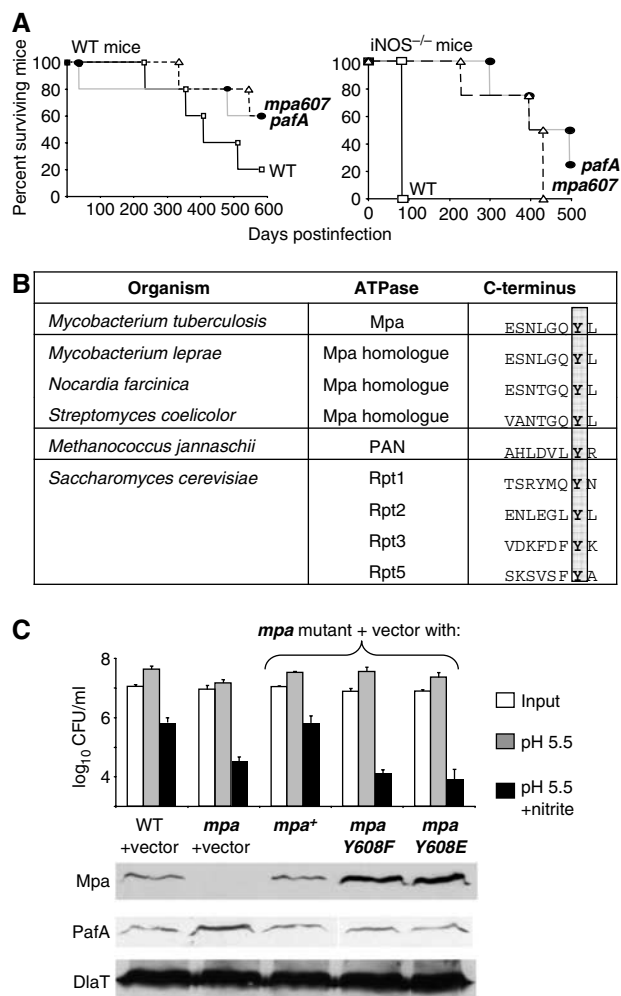 A
WT mice
iNOS–/– mice
Percent surviving mice
100
80
60
40
20
mpa607
pafA
WT
100 200 300 400 500 600
100
80
60
40
20
0
WT
pafA
mpa607
0 100 200 300 400 500
Days postinfection
B
Organism ATPase C-terminus
Mycobacterium tuberculosis Mpa ESNLGQYL
Mycobacterium leprae Mpa homologue ESNLGQYL
Nocardia farcinica Mpa homologue ESNTGQYL
Streptomyces coelicolor Mpa homologue VANTGQYL
Methanococcus jannaschii PAN AHLDVLYR
Saccharomyces cerevisiae Rpt1 TSRYMQYN
Rpt2 ENLEGLYL
Rpt3 VDKFDFYK
Rpt5 SKSVSFYA
C
mpa mutant + vector with:
log10 CFU/ml
8
6
4
Input
pH 5.5
pH 5.5
+nitrite
WT mpa mpa+ mpa mpa
+vector +vector Y608F Y608E
Mpa
PafA
DlaT